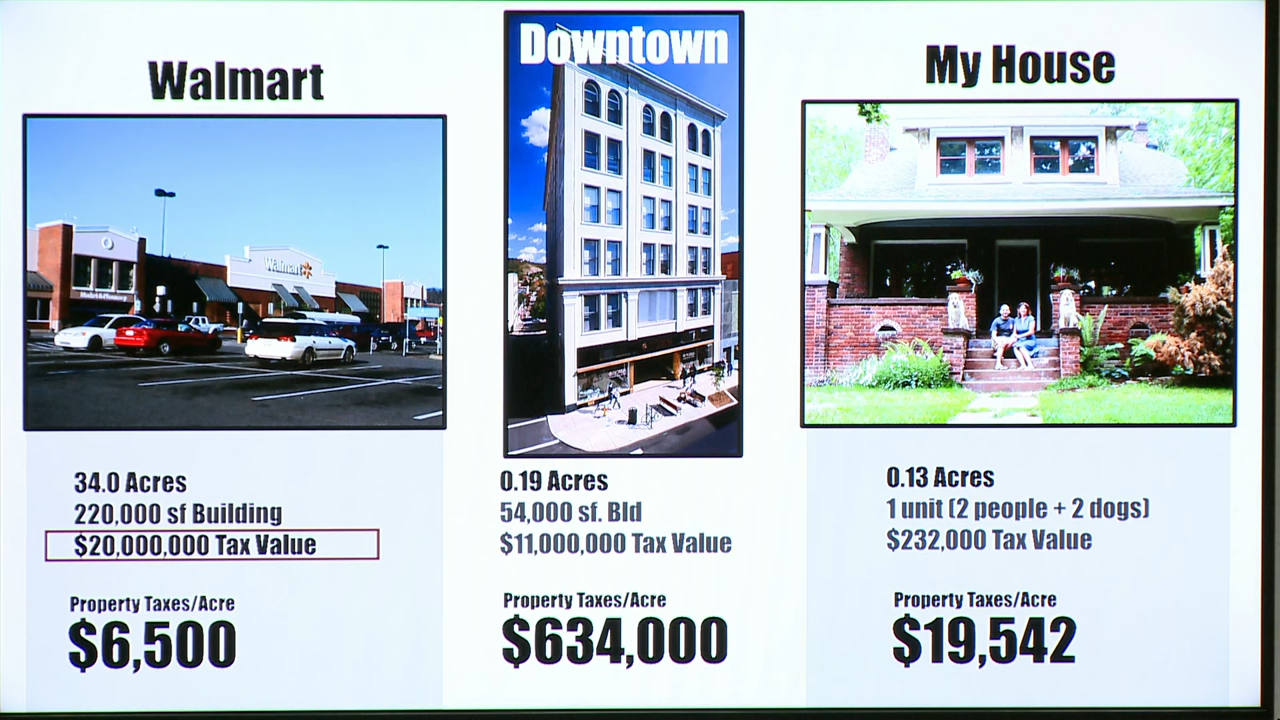 Walmart
Walmart
34.0 Acres
220,000 sf Building
$20,000,000 Tax Value
Property Taxes/Acre
$6,500
Downtown
0.19 Acres
54,000 sf. Bld
$11,000,000 Tax Value
Property Taxes/Acre
$634,000
My House
0.13 Acres
1 unit (2 people + 2 dogs)
$232,000 Tax Value
Property Taxes/Acre
$19,542